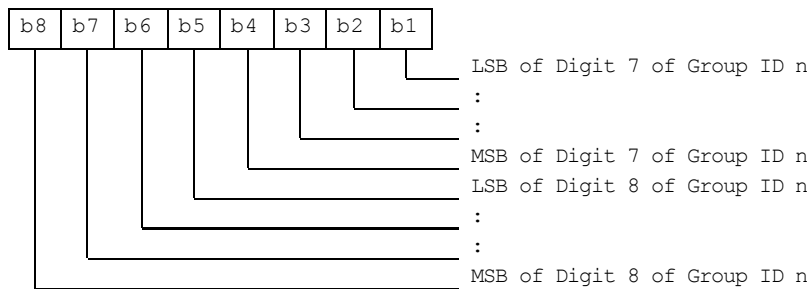 b8 b7 b6 b5 b4 b3 b2 b1
LSB of Digit 7 of Group ID n
:
:
MSB of Digit 7 of Group ID n
LSB of Digit 8 of Group ID n
:
:
MSB of Digit 8 of Group ID n